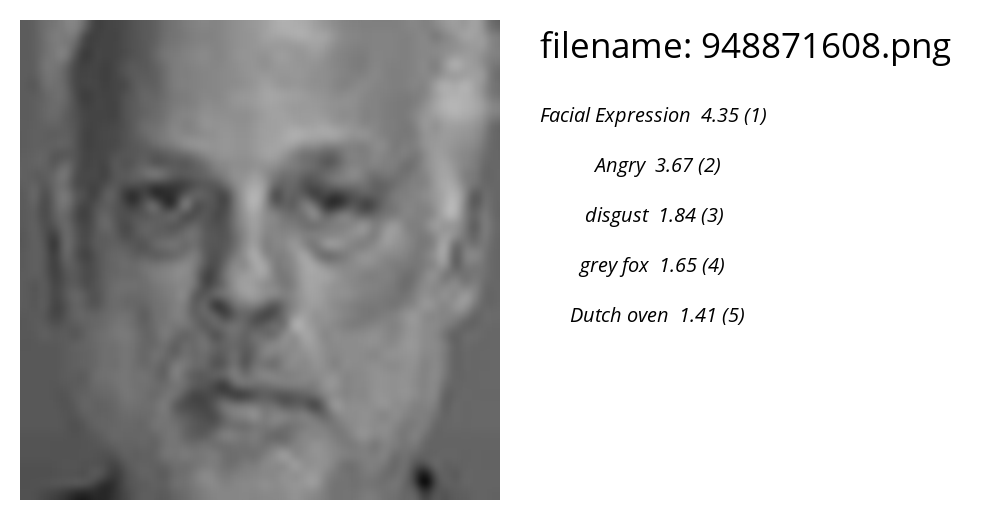 filename: 948871608.png
Facial Expression 4.35 (1)
Angry 3.67 (2)
disgust 1.84 (3)
grey fox 1.65 (4)
Dutch oven 1.41 (5)